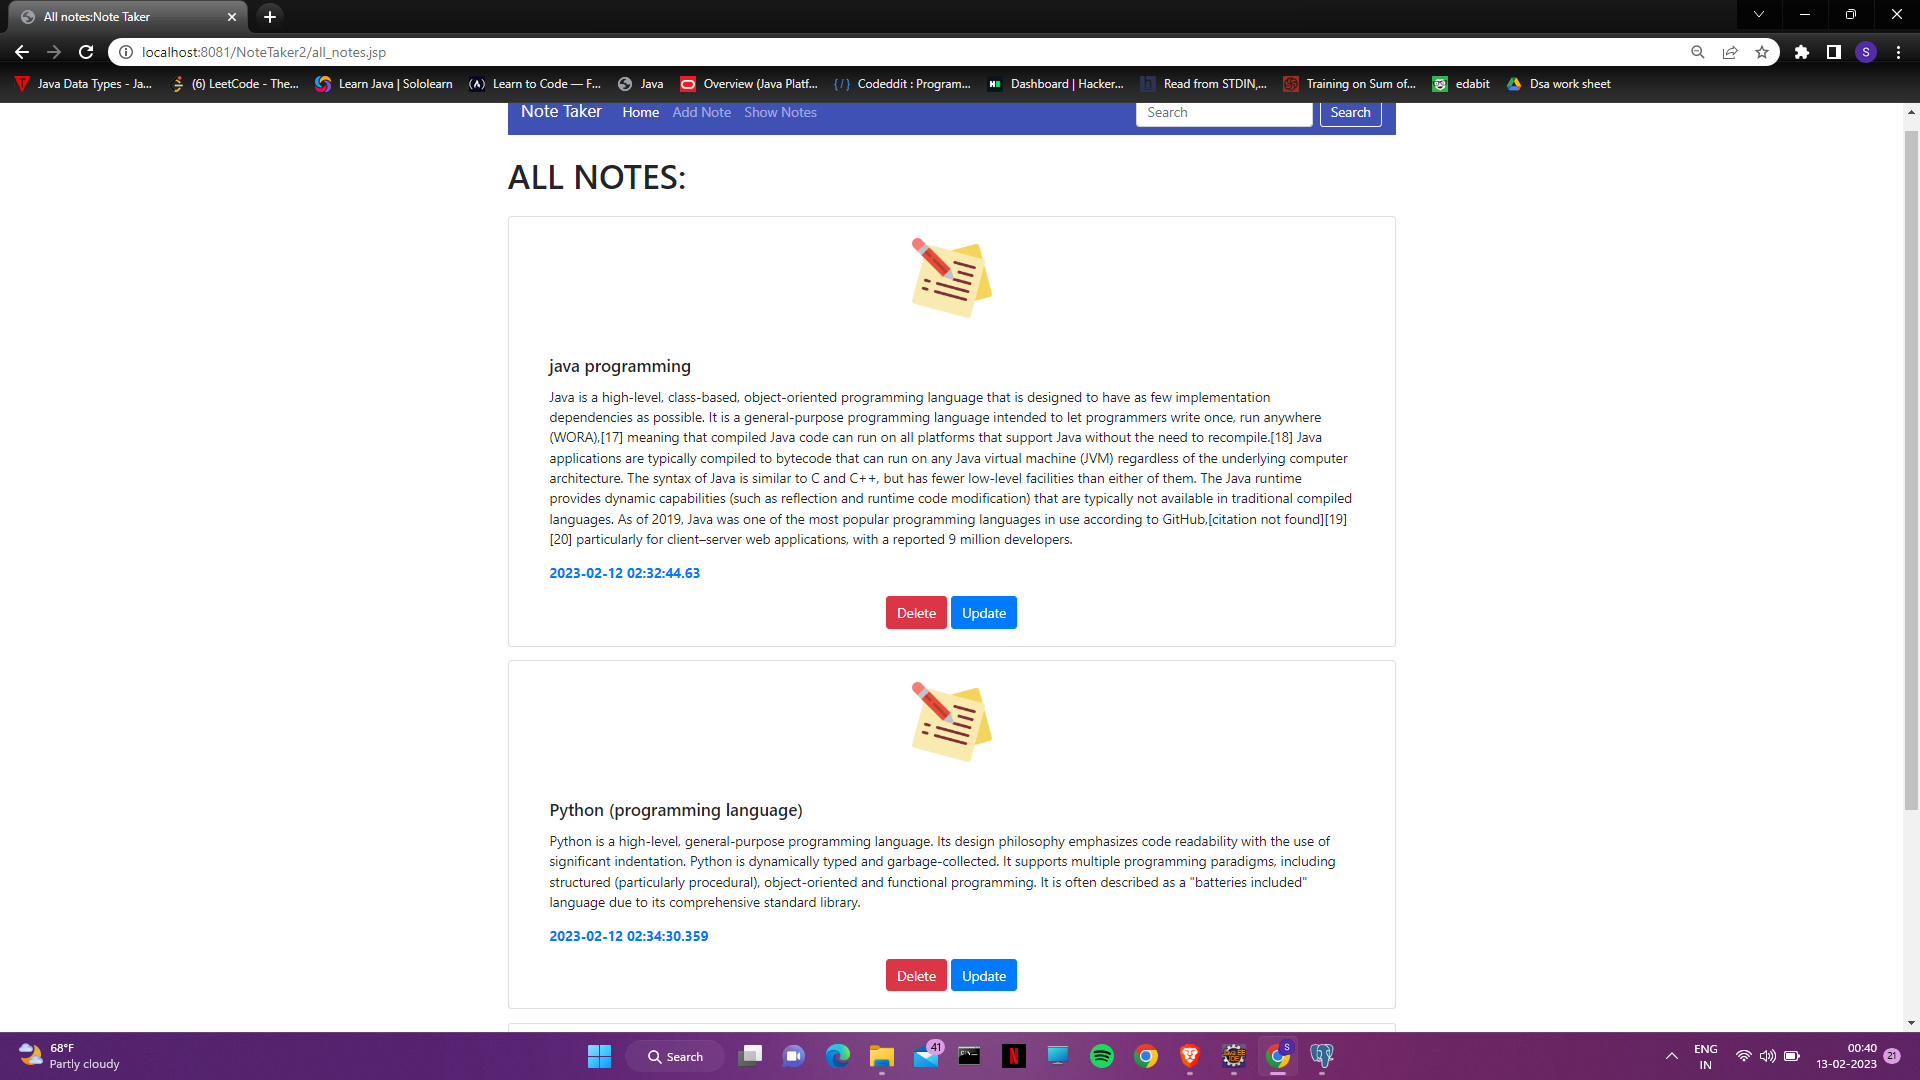 All notes:Note Taker
localhost:8081/NoteTaker2/all_notes.jsp
S
Java Data Types - Ja...
(6) LeetCode - The...
Learn Java | Sololearn
Learn to Code — F...
Java
Overview (Java Platf...
Codeddit : Program...
Dashboard | Hacker...
Read from STDIN,...
Training on Sum of...
edabit
Dsa work sheet
Note Taker Home Add Note Show Notes Search Search
ALL NOTES:
java programming
Java is a high-level, class-based, object-oriented programming language that is designed to have as few implementation
dependencies as possible. It is a general-purpose programming language intended to let programmers write once, run anywhere
(WORA),[17] meaning that compiled Java code can run on all platforms that support Java without the need to recompile.[18] Java
applications are typically compiled to bytecode that can run on any Java virtual machine (JVM) regardless of the underlying computer
architecture. The syntax of Java is similar to C and C++, but has fewer low-level facilities than either of them. The Java runtime
provides dynamic capabilities (such as reflection and runtime code modification) that are typically not available in traditional compiled
languages. As of 2019, Java was one of the most popular programming languages in use according to GitHub,[citation not found][19]
[20] particularly for client–server web applications, with a reported 9 million developers.
2023-02-12 02:32:44.63
Delete Update
Python (programming language)
Python is a high-level, general-purpose programming language. Its design philosophy emphasizes code readability with the use of
significant indentation. Python is dynamically typed and garbage-collected. It supports multiple programming paradigms, including
structured (particularly procedural), object-oriented and functional programming. It is often described as a "batteries included"
language due to its comprehensive standard library.
2023-02-12 02:34:30.359
Delete Update
68°F
Partly cloudy
Search
41
N
JAVA EE
IDE
S
ENG
IN
00:40
13-02-2023
21